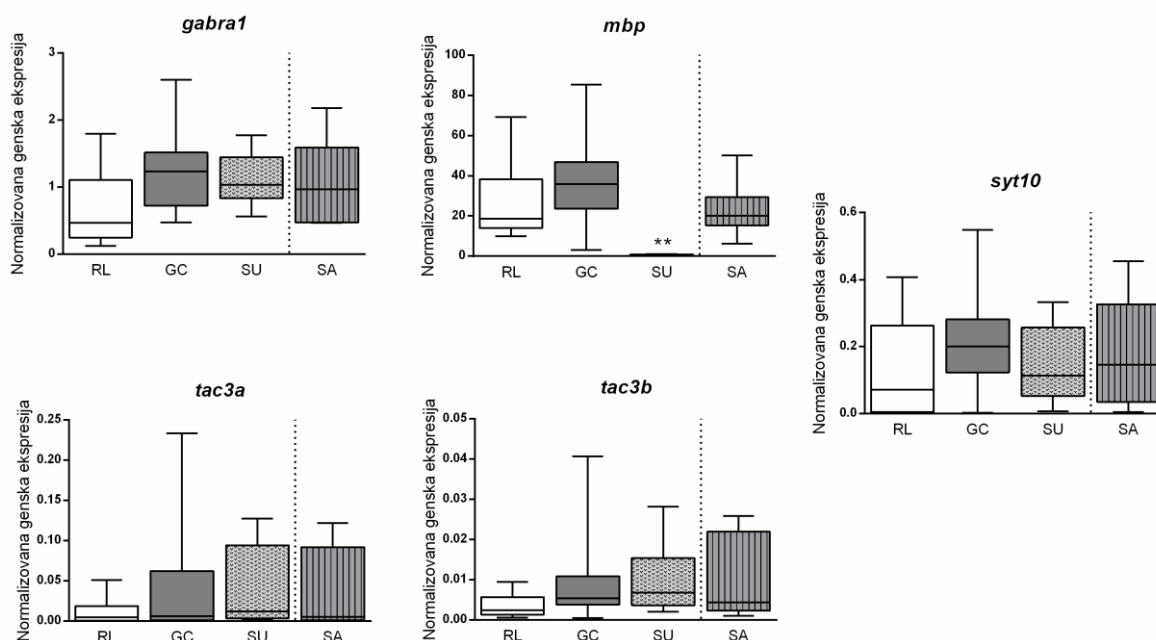 gabra1
Normalizovana genska ekspresija
3
2
1
0
RL GC SU SA
mbp
Normalizovana genska ekspresija
100
80
60
40
20
0
**
RL GC SU SA
syt10
Normalizovana genska ekspresija
0.6
0.4
0.2
0.0
RL GC SU SA
tac3a
Normalizovana genska ekspresija
0.25
0.20
0.15
0.10
0.05
0.00
RL GC SU SA
tac3b
Normalizovana genska ekspresija
0.05
0.04
0.03
0.02
0.01
0.00
RL GC SU SA